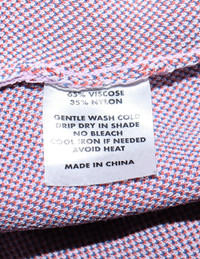 65% VISCOSE
35% NYLON
GENTLE WASH COLD
DRIP DRY IN SHADE
NO BLEACH
COOL IRON IF NEEDED
AVOID HEAT
MADE IN CHINA